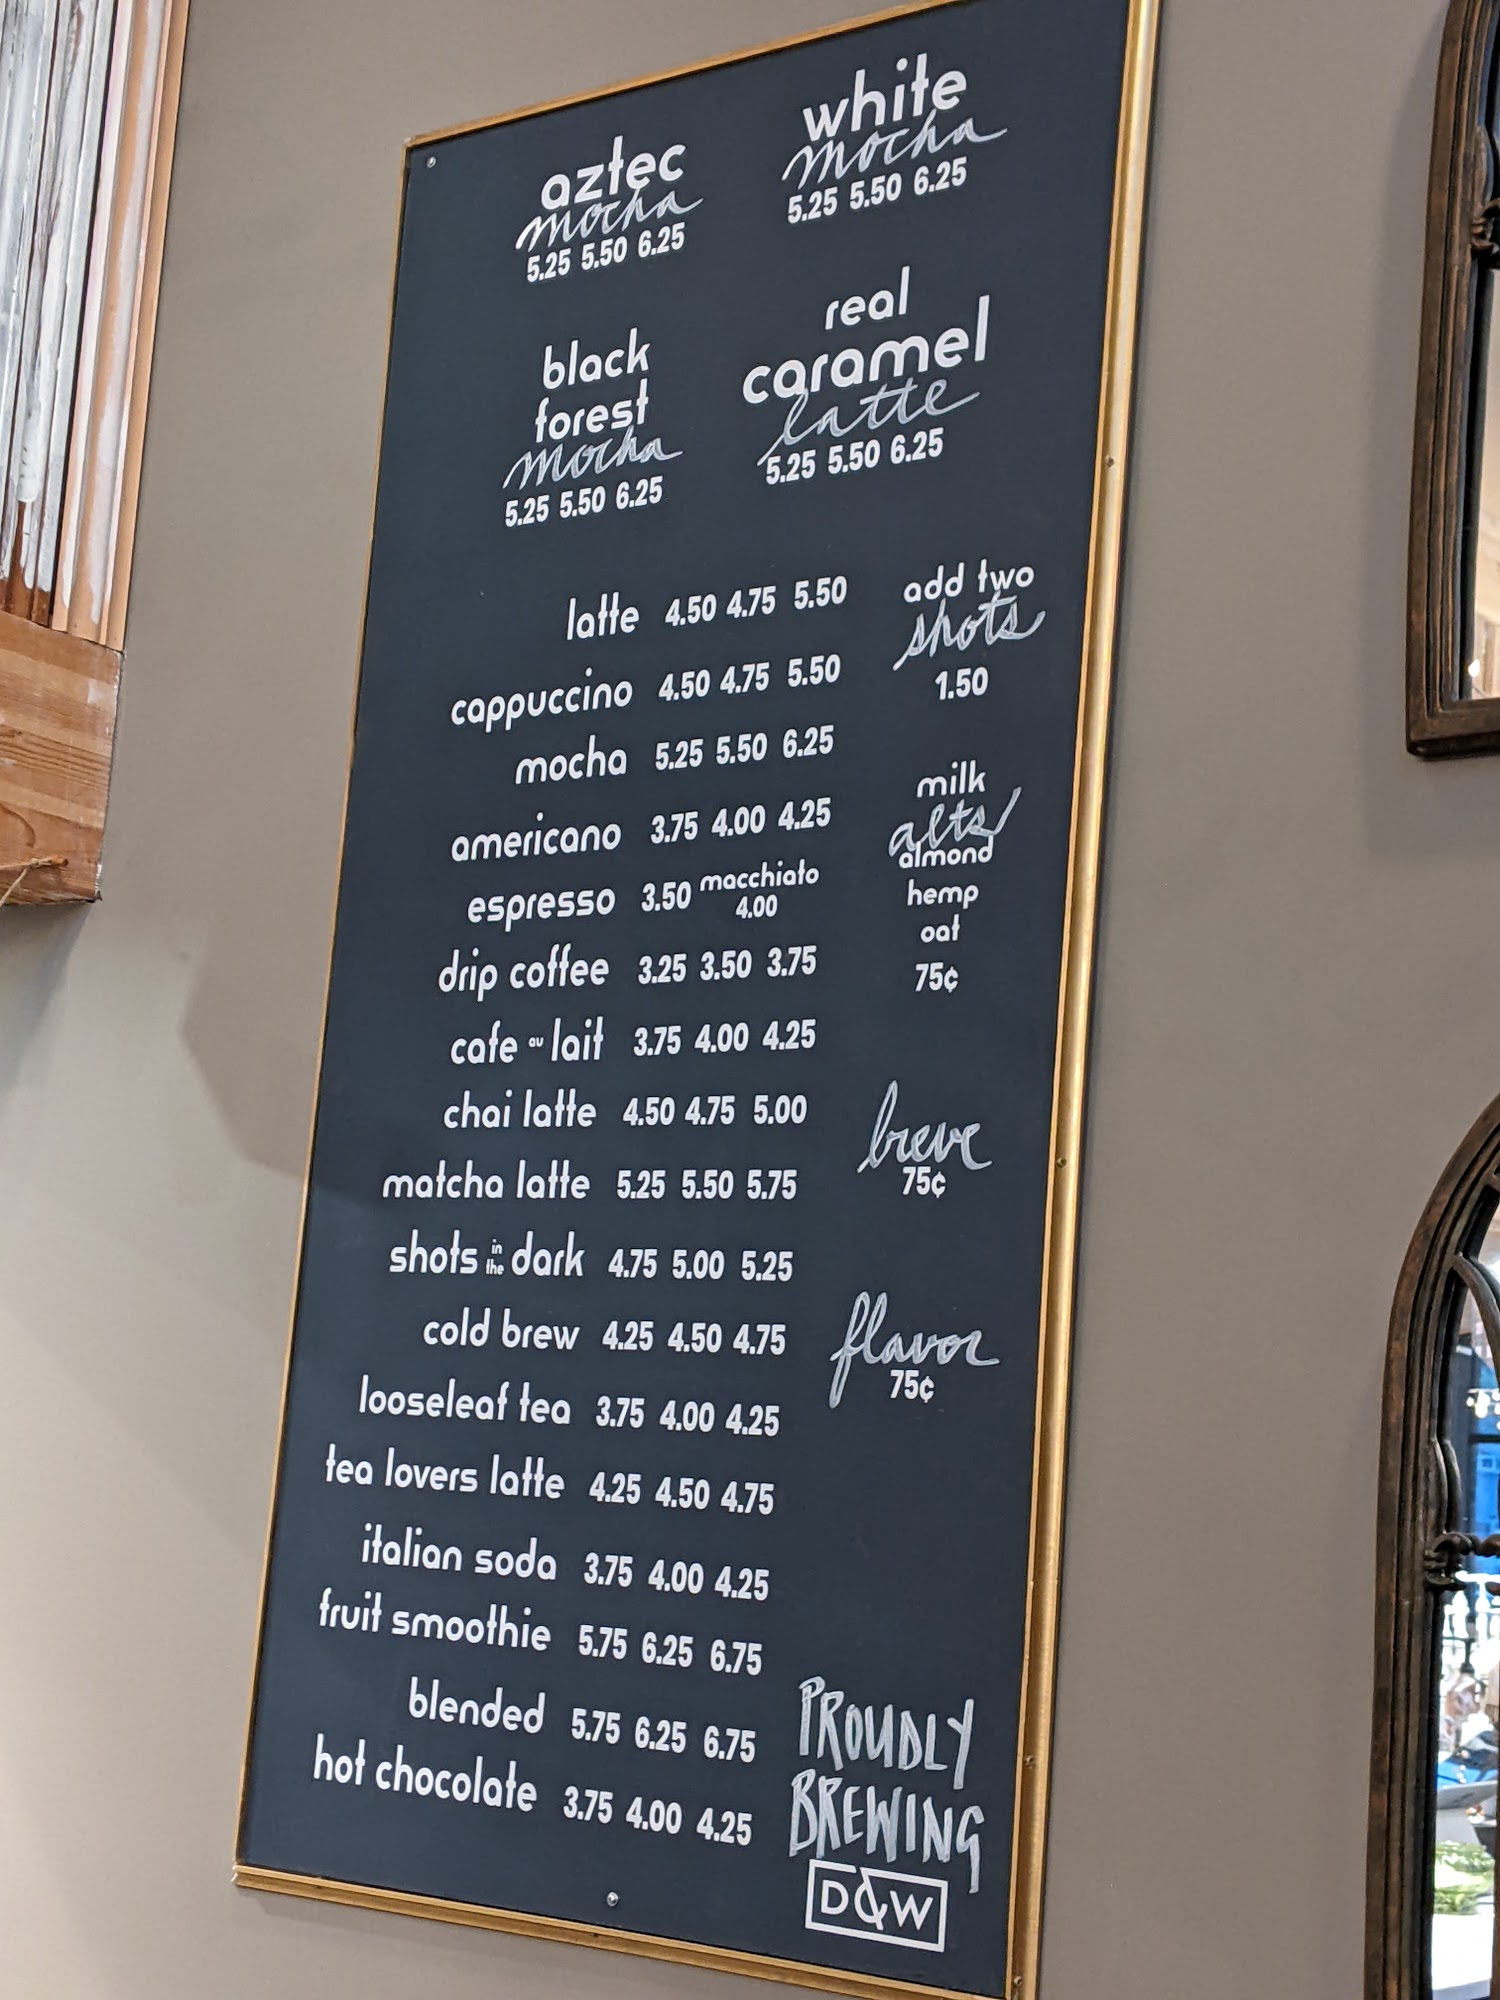 aztec
mocha
5.25 5.50 6.25
white
mocha
5.25 5.50 6.25
black
forest
mocha
5.25 5.50 6.25
real
caramel
latte
5.25 5.50 6.25
latte 4.50 4.75 5.50
cappuccino 4.50 4.75 5.50
mocha 5.25 5.50 6.25
americano 3.75 4.00 4.25
espresso 3.50 macchiato
4.00
drip coffee 3.25 3.50 3.75
cafe au lait 3.75 4.00 4.25
chai latte 4.50 4.75 5.00
matcha latte 5.25 5.50 5.75
shots in the dark 4.75 5.00 5.25
cold brew 4.25 4.50 4.75
looseleaf tea 3.75 4.00 4.25
tea lovers latte 4.25 4.50 4.75
italian soda 3.75 4.00 4.25
fruit smoothie 5.75 6.25 6.75
blended 5.75 6.25 6.75
hot chocolate 3.75 4.00 4.25
add two
shots
1.50
milk
alts
almond
hemp
oat
75¢
breve
75¢
flavor
75¢
PROUDLY
BREWING
D&W